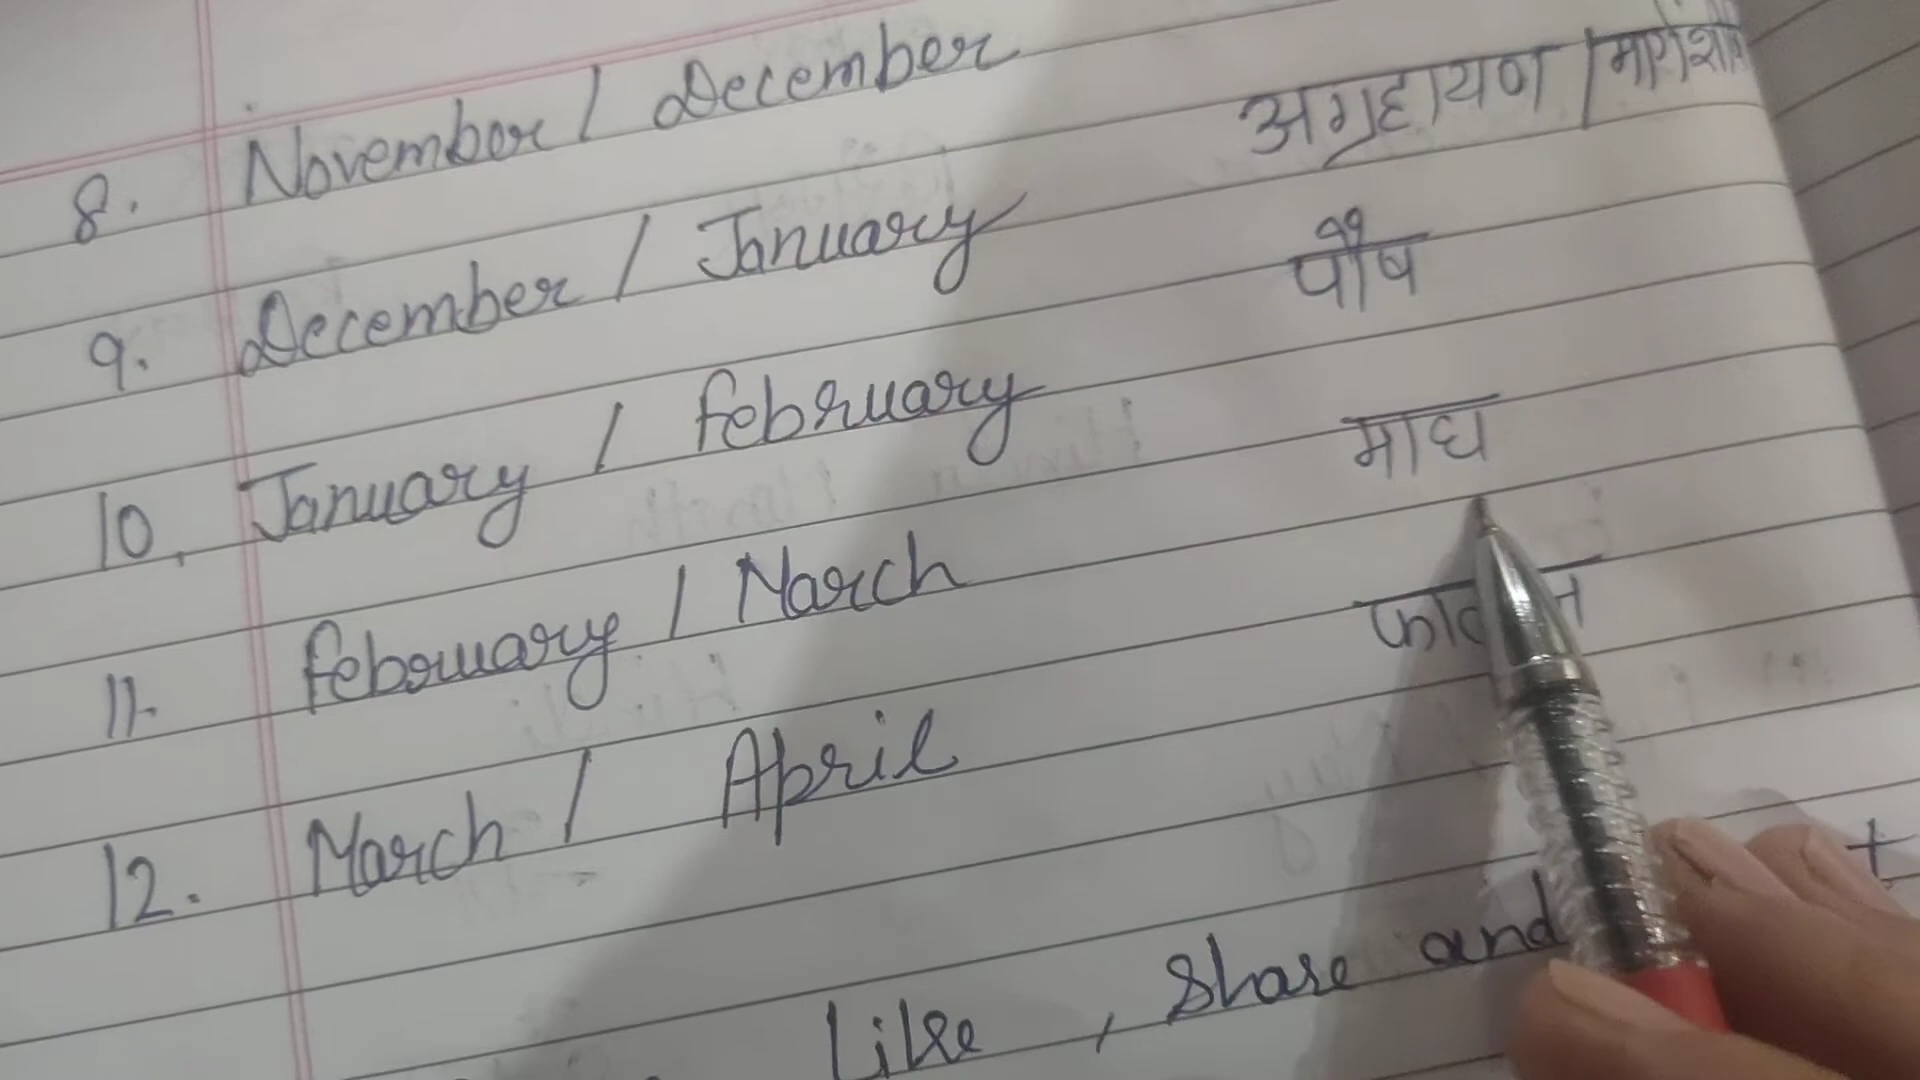 8. November / December अग्रहायण /
9. December / January पौष
10. January / February माघ
11. February / March
12. March / April
Like, Share and